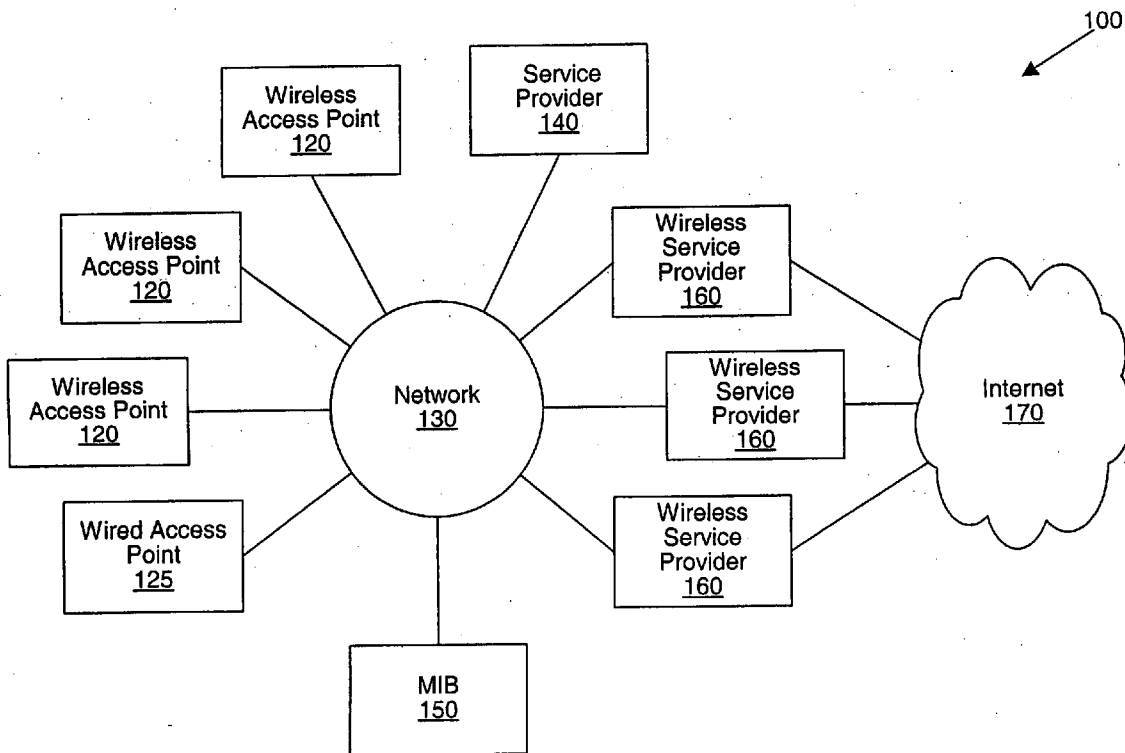 100
Wireless
Access Point
120
Service
Provider
140
Wireless
Access Point
120
Wireless
Service
Provider
160
Wireless
Access Point
120
Network
130
Wireless
Service
Provider
160
Internet
170
Wired Access
Point
125
Wireless
Service
Provider
160
MIB
150